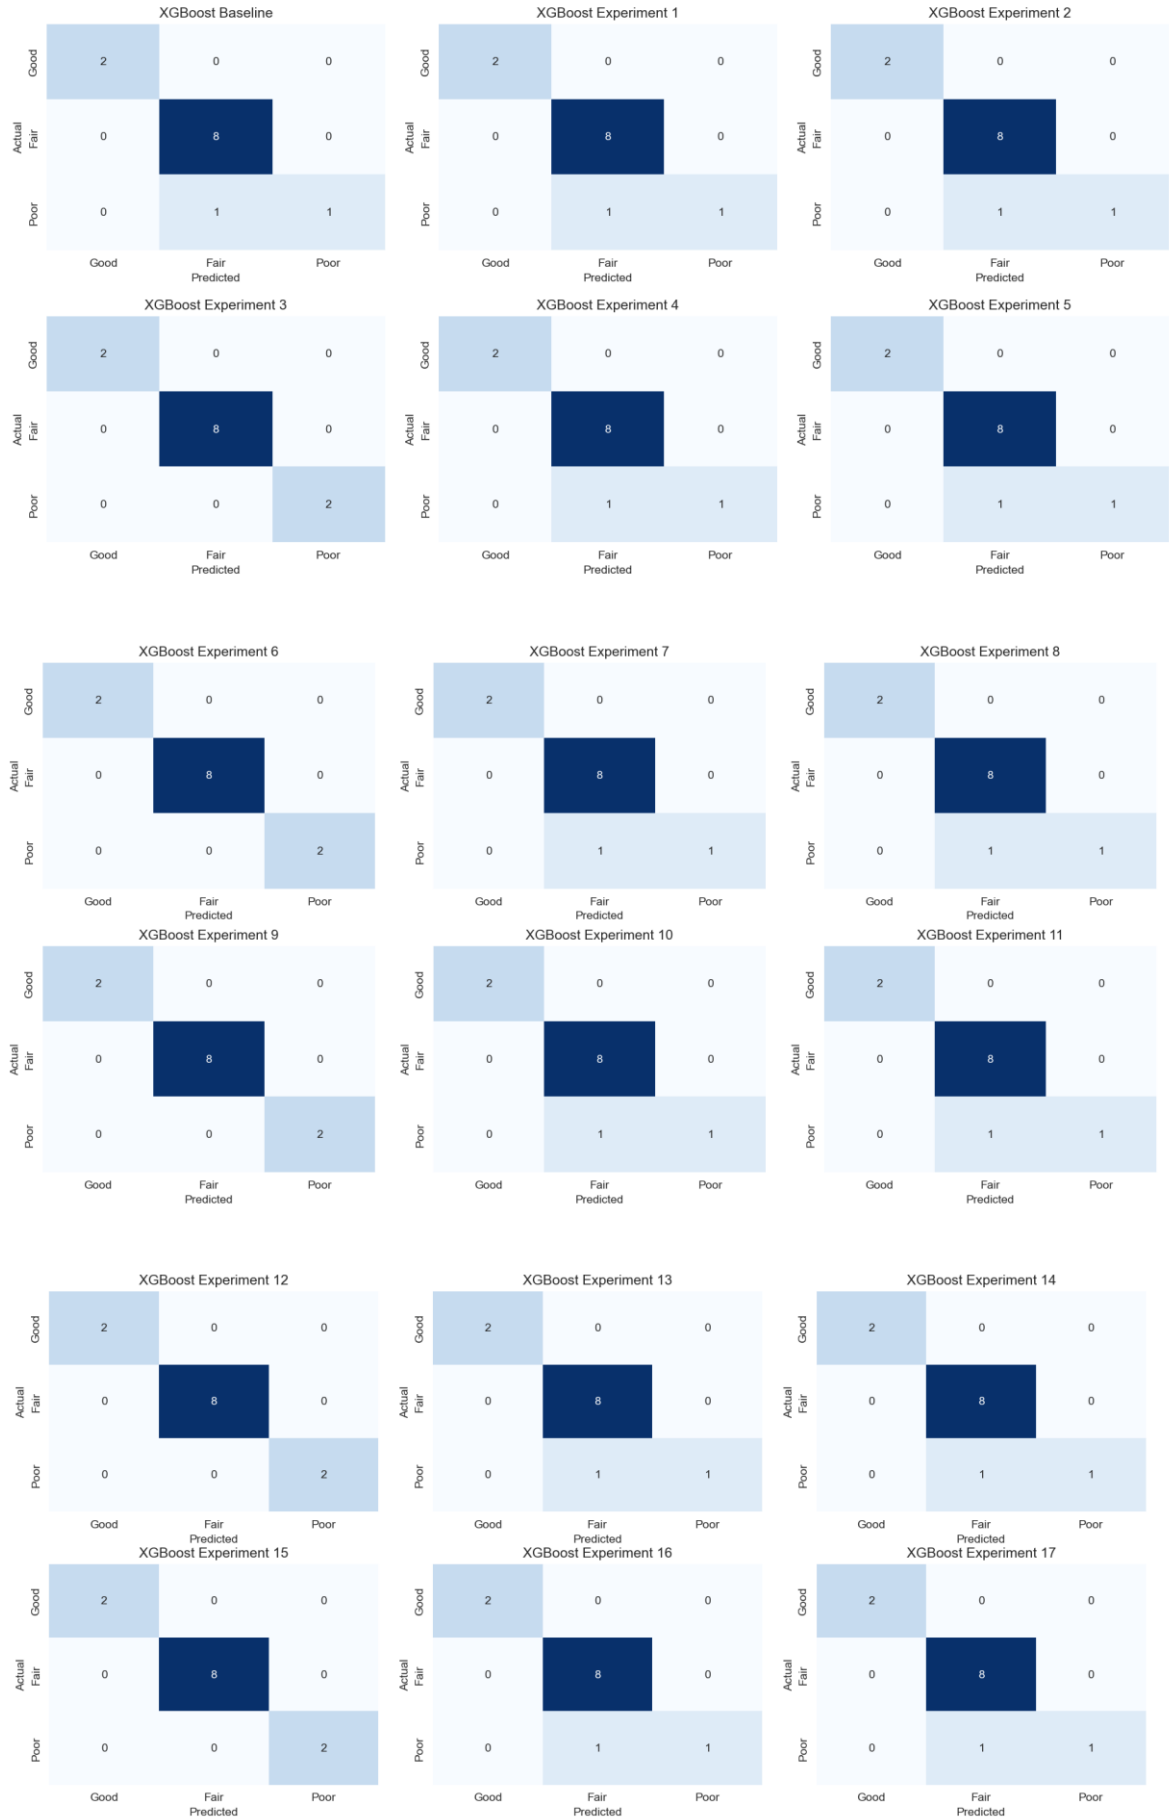 XGBoost Baseline
Good 2 0 0
Actual
Fair 0 8 0
Poor 0 1 1
Good Fair Poor
Predicted
XGBoost Experiment 1
Good 2 0 0
Actual
Fair 0 8 0
Poor 0 1 1
Good Fair Poor
Predicted
XGBoost Experiment 2
Good 2 0 0
Actual
Fair 0 8 0
Poor 0 1 1
Good Fair Poor
Predicted
XGBoost Experiment 3
Good 2 0 0
Actual
Fair 0 8 0
Poor 0 0 2
Good Fair Poor
Predicted
XGBoost Experiment 4
Good 2 0 0
Actual
Fair 0 8 0
Poor 0 1 1
Good Fair Poor
Predicted
XGBoost Experiment 5
Good 2 0 0
Actual
Fair 0 8 0
Poor 0 1 1
Good Fair Poor
Predicted
XGBoost Experiment 6
Good 2 0 0
Actual
Fair 0 8 0
Poor 0 0 2
Good Fair Poor
Predicted
XGBoost Experiment 7
Good 2 0 0
Actual
Fair 0 8 0
Poor 0 1 1
Good Fair Poor
Predicted
XGBoost Experiment 8
Good 2 0 0
Actual
Fair 0 8 0
Poor 0 1 1
Good Fair Poor
Predicted
XGBoost Experiment 9
Good 2 0 0
Actual
Fair 0 8 0
Poor 0 0 2
Good Fair Poor
Predicted
XGBoost Experiment 10
Good 2 0 0
Actual
Fair 0 8 0
Poor 0 1 1
Good Fair Poor
Predicted
XGBoost Experiment 11
Good 2 0 0
Actual
Fair 0 8 0
Poor 0 1 1
Good Fair Poor
Predicted
XGBoost Experiment 12
Good 2 0 0
Actual
Fair 0 8 0
Poor 0 0 2
Good Fair Poor
Predicted
XGBoost Experiment 13
Good 2 0 0
Actual
Fair 0 8 0
Poor 0 1 1
Good Fair Poor
Predicted
XGBoost Experiment 14
Good 2 0 0
Actual
Fair 0 8 0
Poor 0 1 1
Good Fair Poor
Predicted
XGBoost Experiment 15
Good 2 0 0
Actual
Fair 0 8 0
Poor 0 0 2
Good Fair Poor
Predicted
XGBoost Experiment 16
Good 2 0 0
Actual
Fair 0 8 0
Poor 0 1 1
Good Fair Poor
Predicted
XGBoost Experiment 17
Good 2 0 0
Actual
Fair 0 8 0
Poor 0 1 1
Good Fair Poor
Predicted